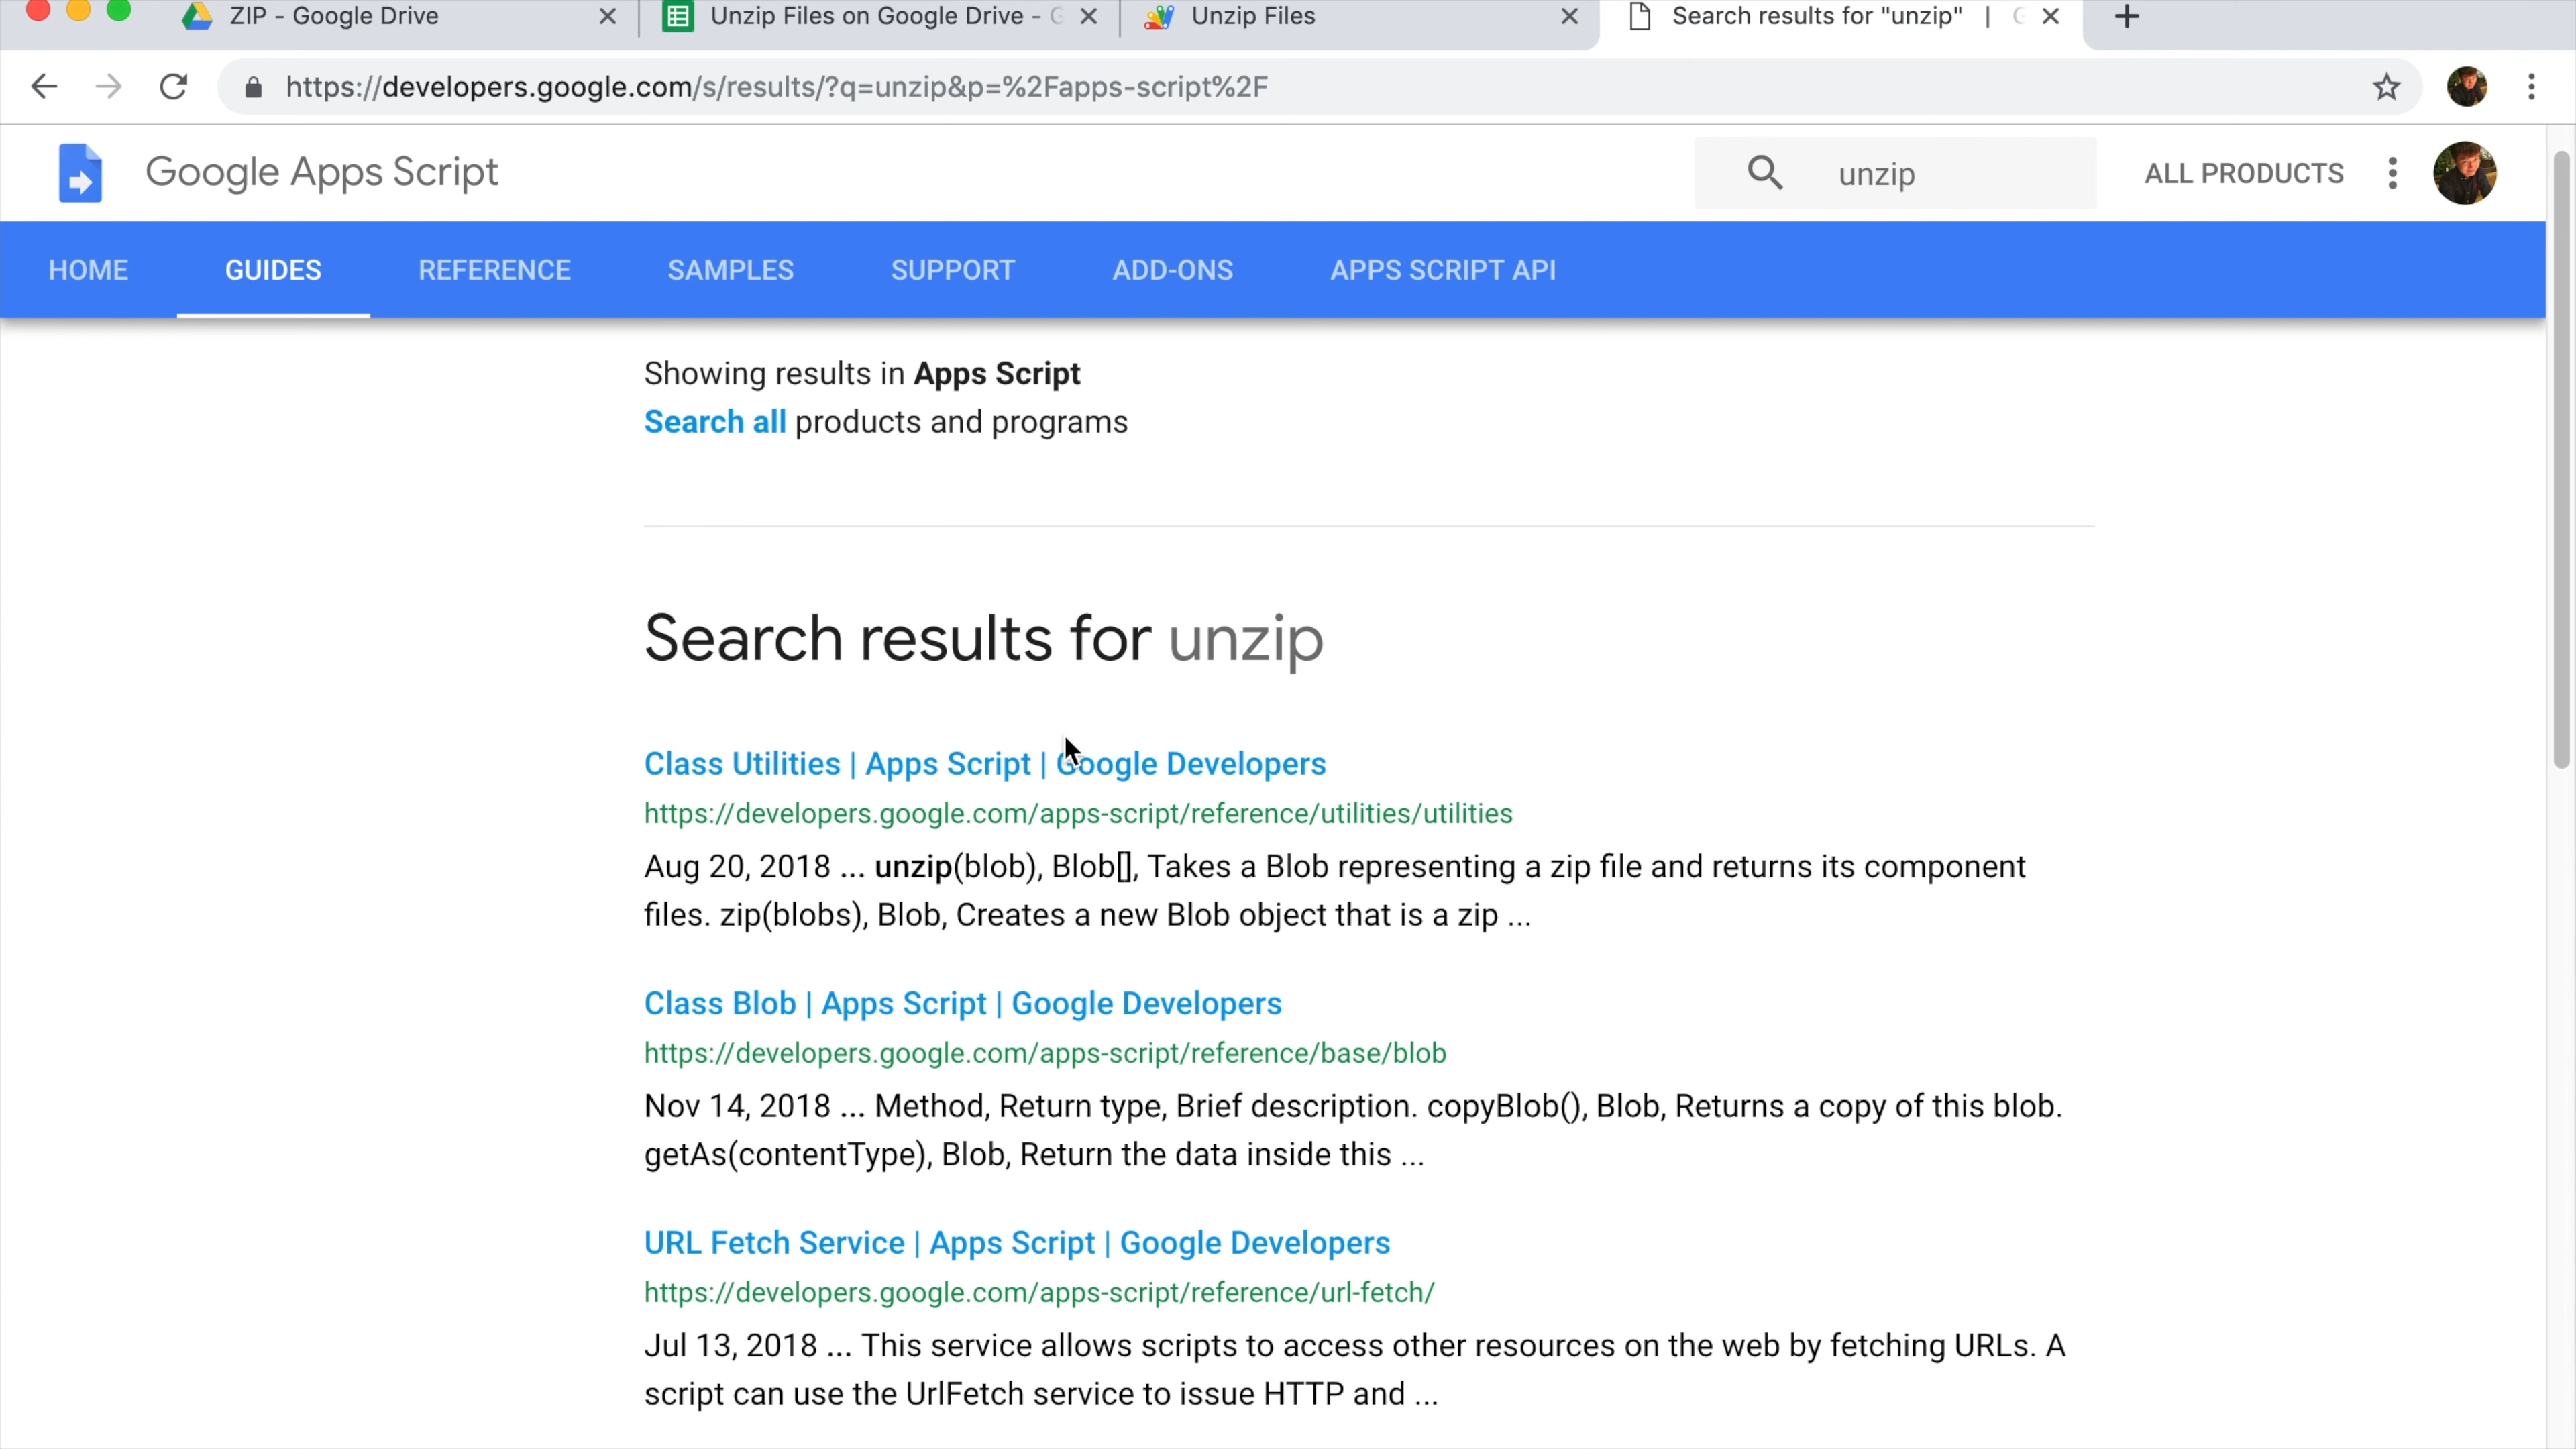 ZIP - Google Drive
Unzip Files on Google Drive - G
Unzip Files
Search results for "unzip" | G
https://developers.google.com/s/results/?q=unzip&p=%2Fapps-script%2F
Google Apps Script
unzip
ALL PRODUCTS
HOME
GUIDES
REFERENCE
SAMPLES
SUPPORT
ADD-ONS
APPS SCRIPT API
Showing results in Apps Script
Search all products and programs
Search results for unzip
Class Utilities | Apps Script | Google Developers
https://developers.google.com/apps-script/reference/utilities/utilities
Aug 20, 2018 ... unzip(blob), Blob[], Takes a Blob representing a zip file and returns its component
files. zip(blobs), Blob, Creates a new Blob object that is a zip ...
Class Blob | Apps Script | Google Developers
https://developers.google.com/apps-script/reference/base/blob
Nov 14, 2018 ... Method, Return type, Brief description. copyBlob(), Blob, Returns a copy of this blob.
getAs(contentType), Blob, Return the data inside this ...
URL Fetch Service | Apps Script | Google Developers
https://developers.google.com/apps-script/reference/url-fetch/
Jul 13, 2018 ... This service allows scripts to access other resources on the web by fetching URLs. A
script can use the UrlFetch service to issue HTTP and ...